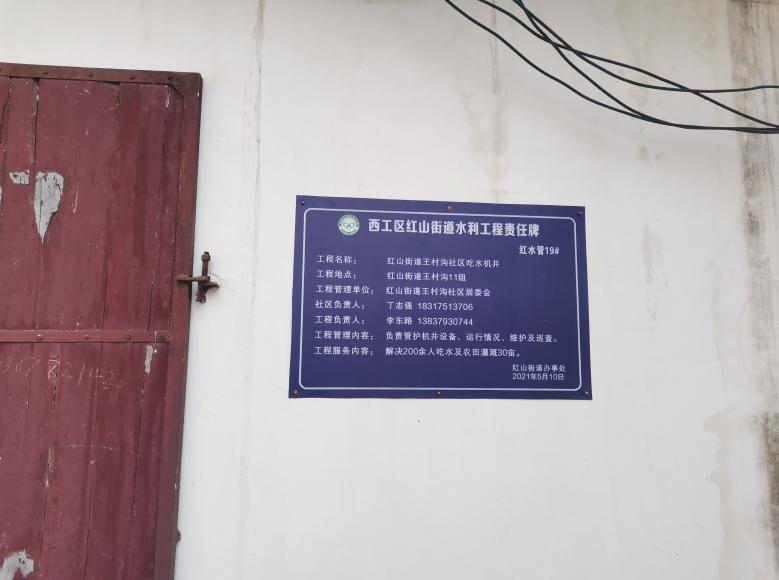 西工区红山街道水利工程责任牌
红水管19#
工程名称： 红山街道王村沟社区吃水机井
工程地点： 红山街道王村沟11组
工程管理单位： 红山街道王村沟社区居委会
社区负责人： 丁志强 18317513706
工程负责人： 李东路 13837930744
工程管理内容： 负责管护机井设备、运行情况、维护及巡查。
工程服务内容： 解决200余人吃水及农田灌溉30亩。
红山街道办事处
2021年5月10日